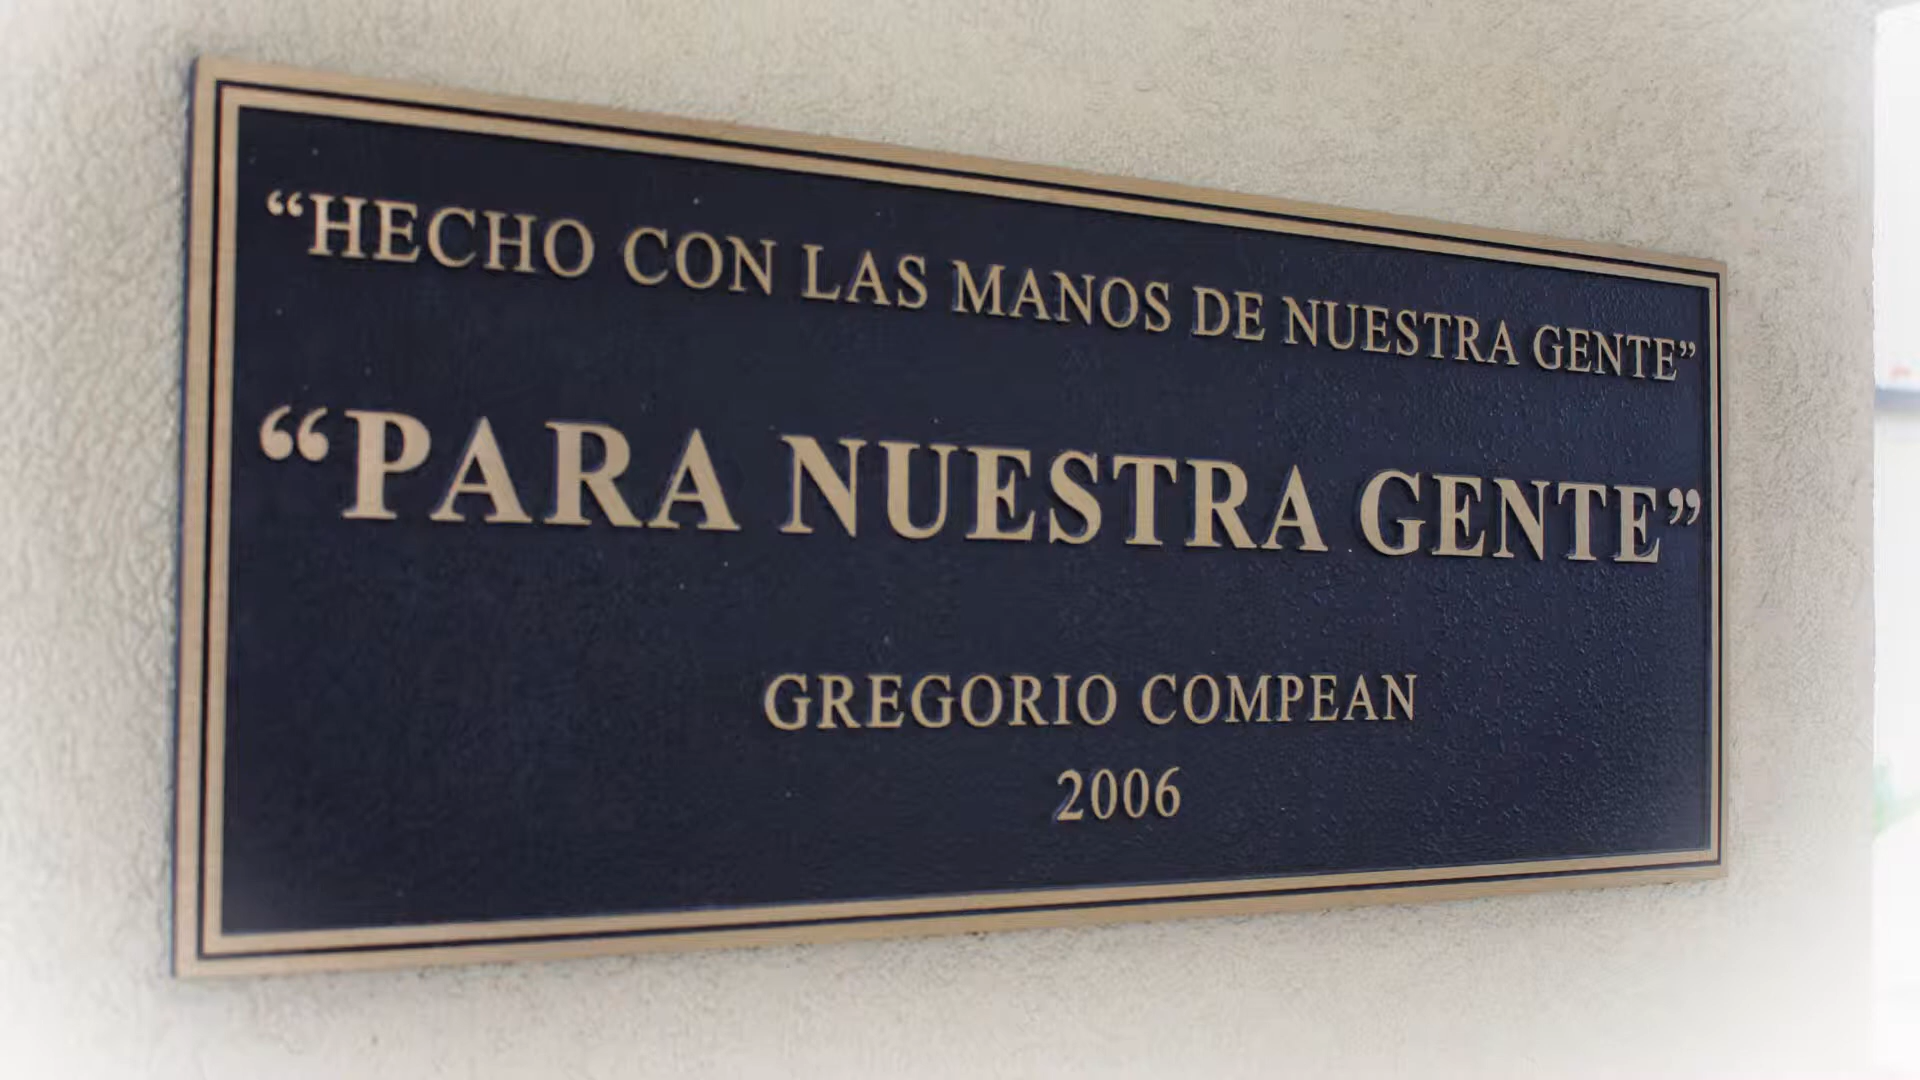 “HECHO CON LAS MANOS DE NUESTRA GENTE”
“PARA NUESTRA GENTE”
GREGORIO COMPEAN
2006